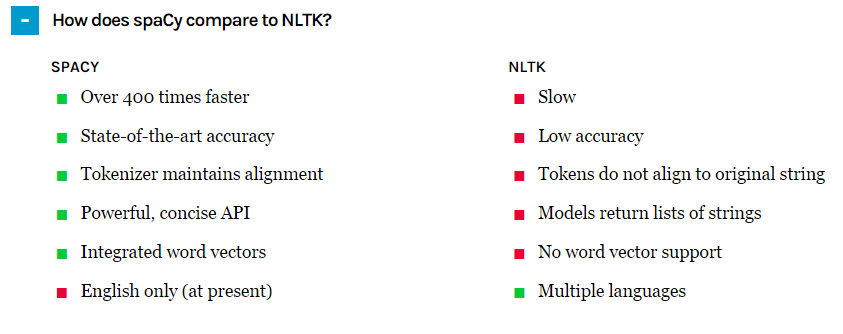 How does spaCy compare to NLTK?
SPACY
Over 400 times faster
State-of-the-art accuracy
Tokenizer maintains alignment
Powerful, concise API
Integrated word vectors
English only (at present)
NLTK
Slow
Low accuracy
Tokens do not align to original string
Models return lists of strings
No word vector support
Multiple languages